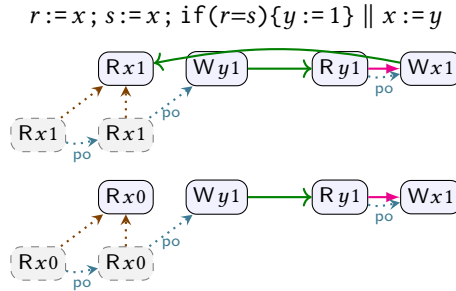 r := x ; s := x ; if(r=s){y := 1} ‖ x := y
Rx1 Wy1 Ry1 Wx1
po
Rx1 Rx1 po
po
Rx0 Wy1 Ry1 Wx1
po
Rx0 Rx0 po
po